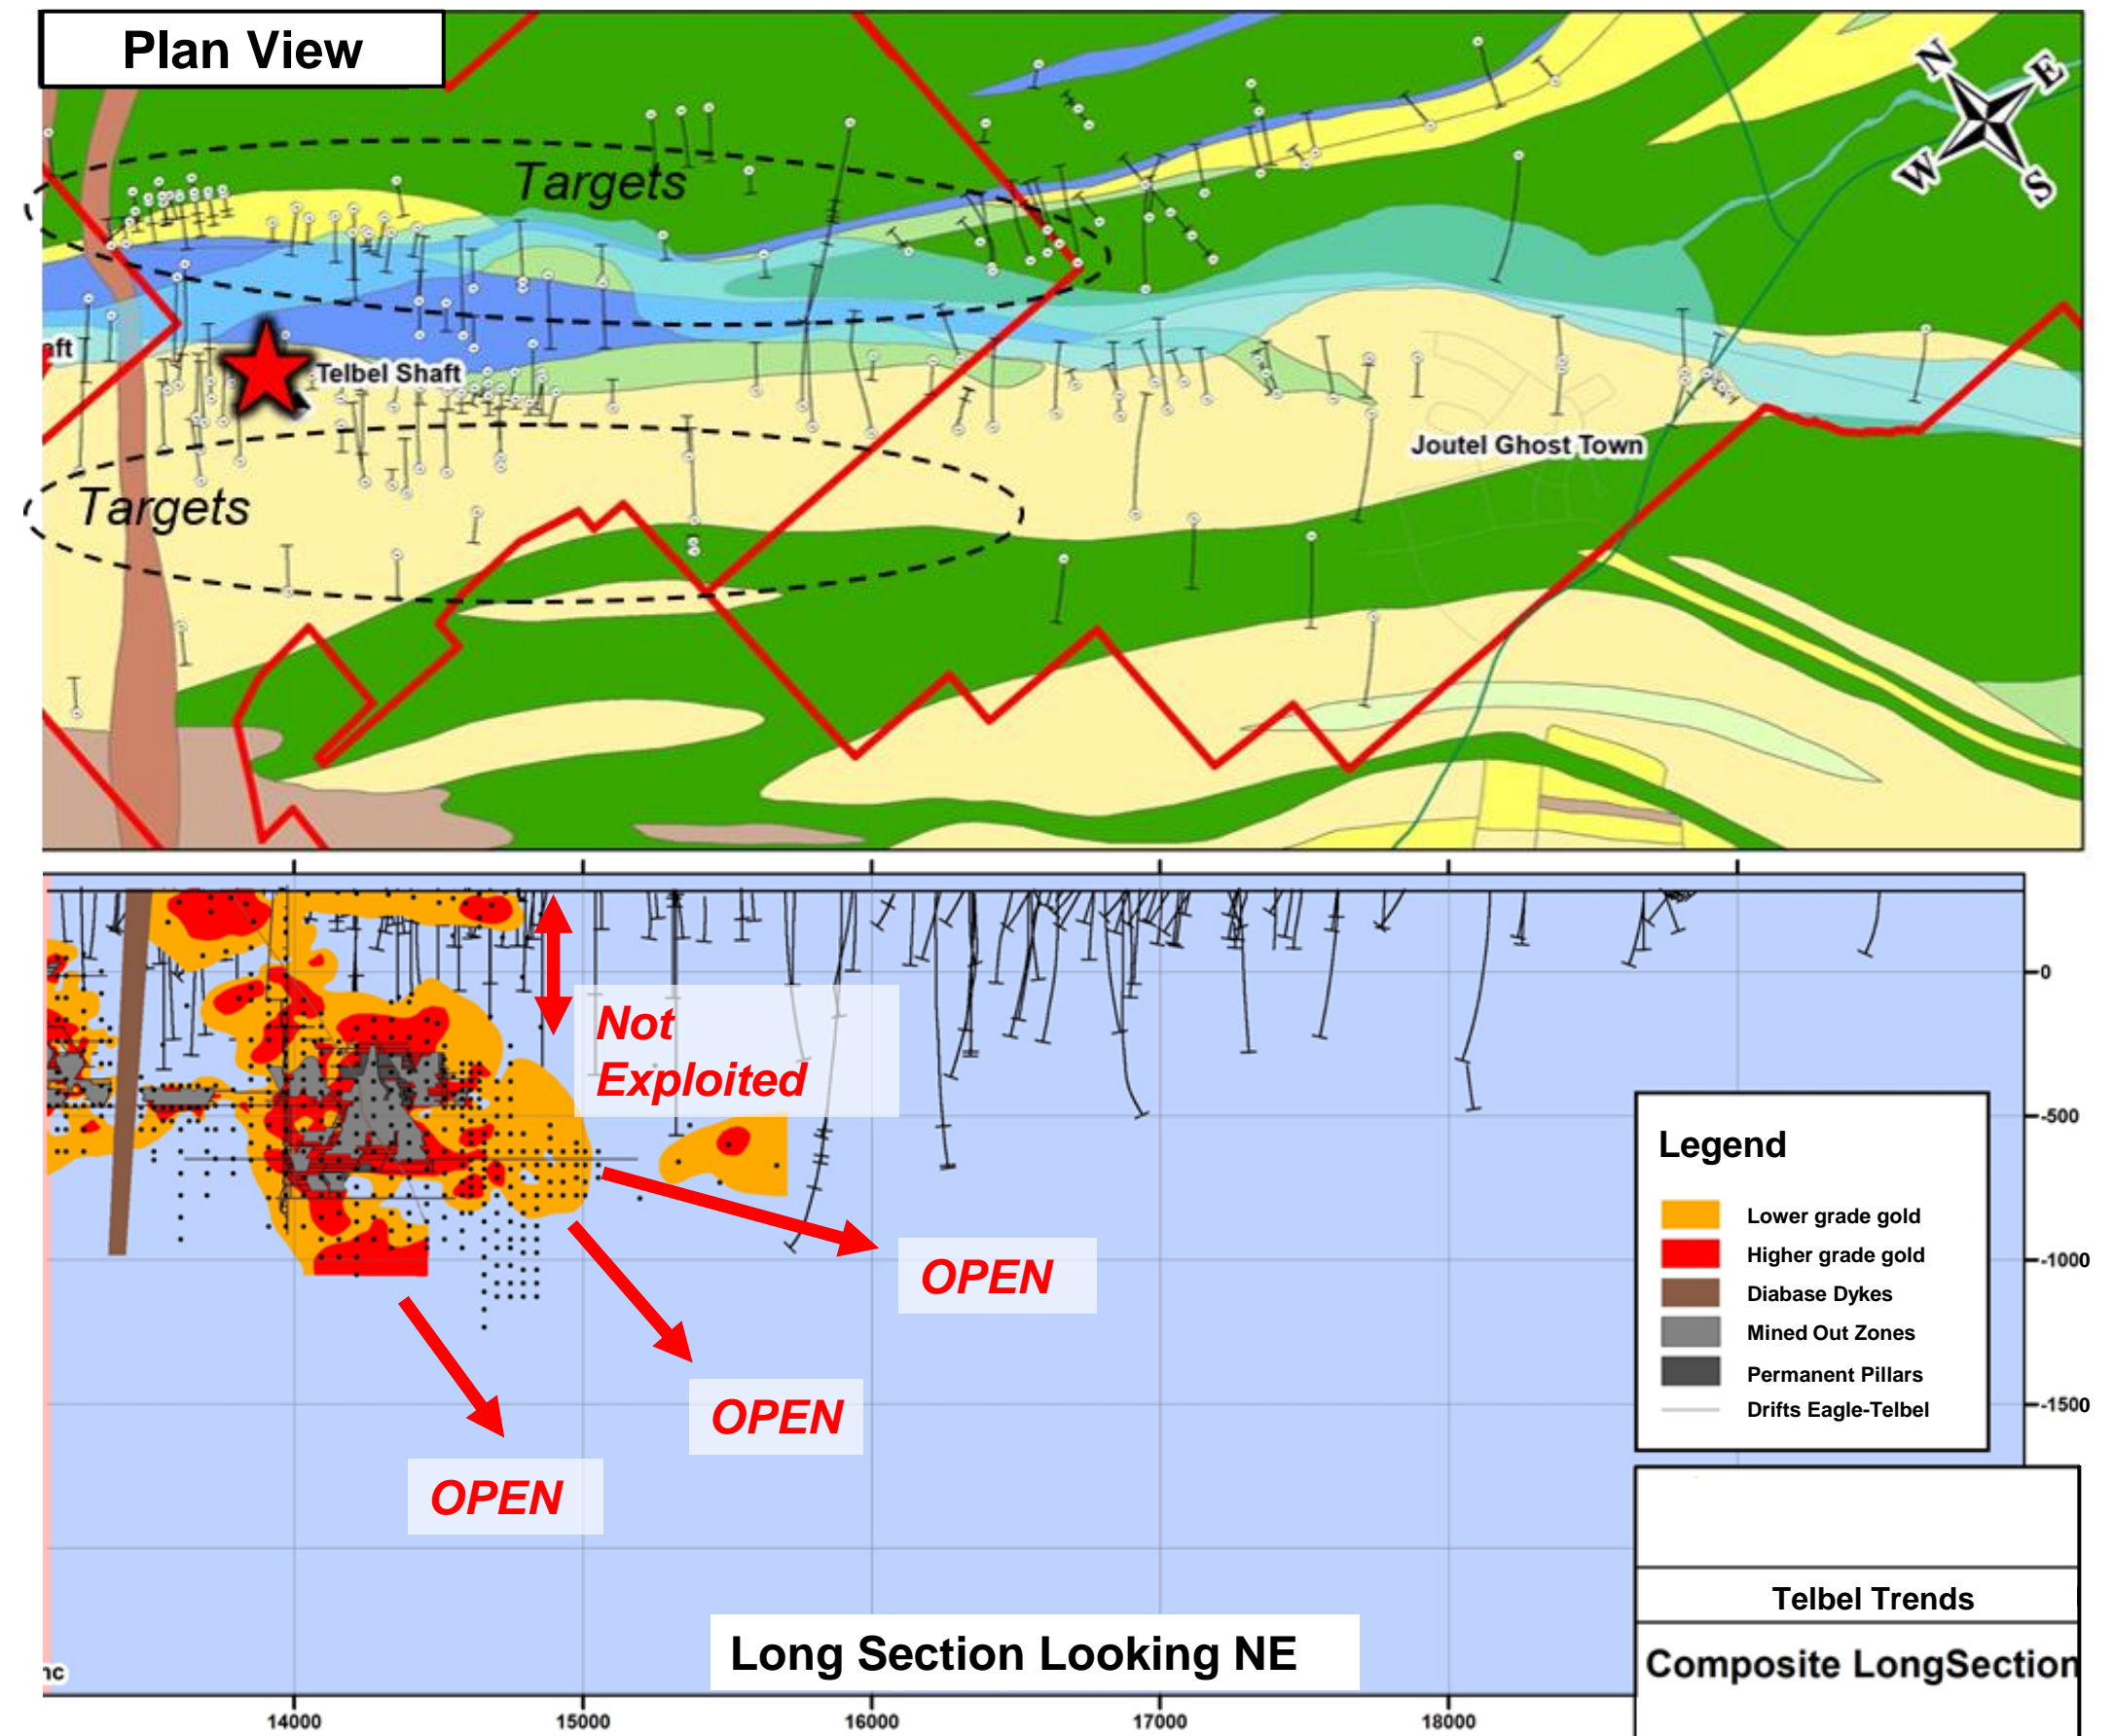 Plan View
N
E
W
S
Targets
aft
Telbel Shaft
Joutel Ghost Town
Targets
0
Not
Exploited
-500
OPEN
-1000
OPEN
-1500
OPEN
Legend
Lower grade gold
Higher grade gold
Diabase Dykes
Mined Out Zones
Permanent Pillars
Drifts Eagle-Telbel
Telbel Trends
Composite LongSection
Long Section Looking NE
nc
14000
15000
16000
17000
18000